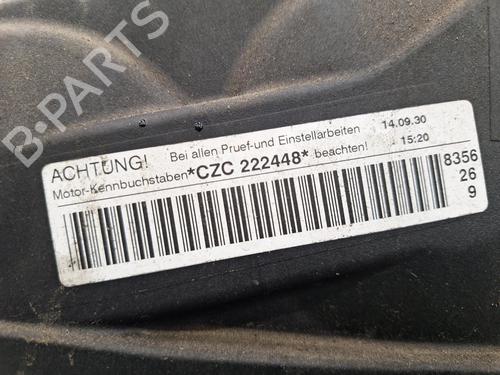 B-PARTS
ACHTUNG! Bei allen Pruef-und Einstellarbeiten 14.09.30
Motor-Kennbuchstaben *CZC 222448* beachten! 15:20
8356
26
9